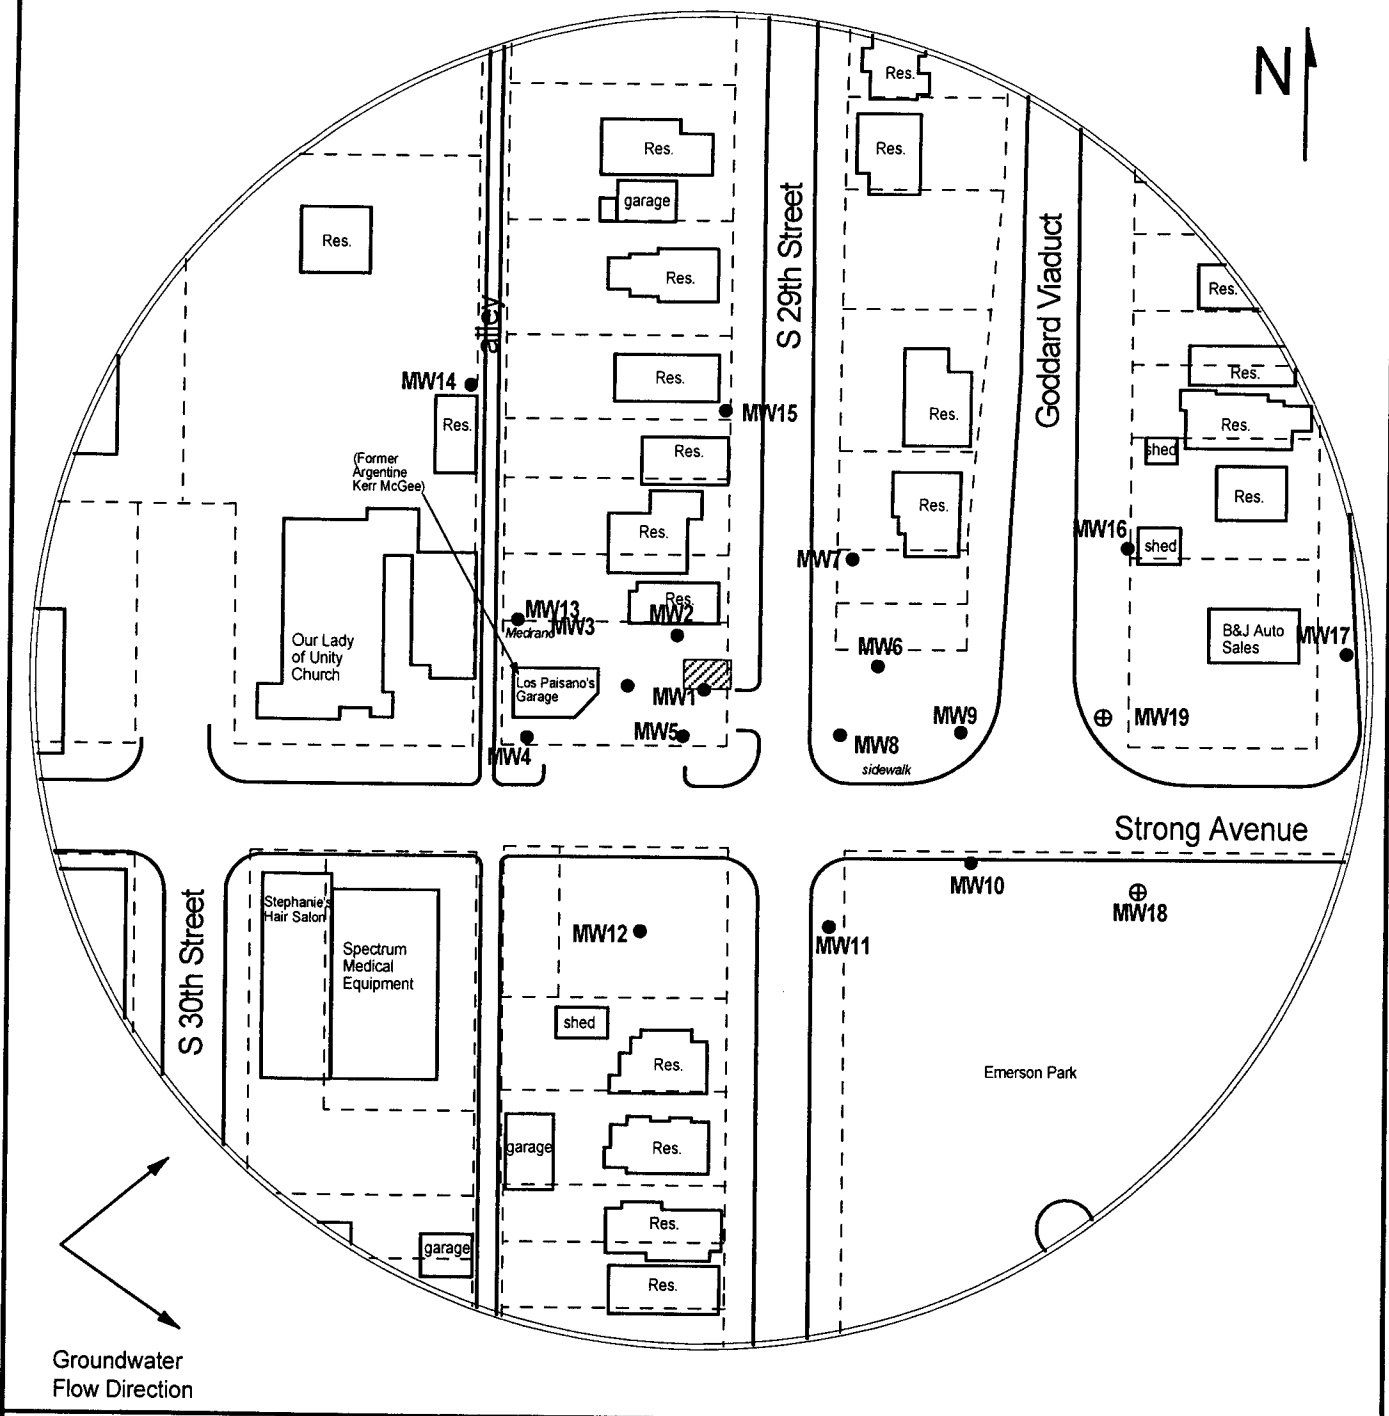 N
Res.
Res.
Res.
garage
S 29th Street
Goddard Viaduct
Res.
Res.
Res.
alley
MW14
Res.
MW15
Res.
Res.
Res.
Res.
Res.
shed
Res.
(Former
Argentine
Kerr McGee)
Res.
Res.
Res.
MW16
shed
MW7
Res.
MW13
MW2
Medrano
MW3
Our Lady
of Unity
Church
B&J Auto
Sales
MW17
MW6
Los Paisano's
Garage
MW1
MW4
MW5
MW8
MW9
MW19
sidewalk
Strong Avenue
Stephanie's
Hair Salon
MW10
MW18
S 30th Street
Spectrum
Medical
Equipment
MW12
MW11
shed
Res.
Emerson Park
garage
Res.
Res.
garage
Res.
Groundwater
Flow Direction